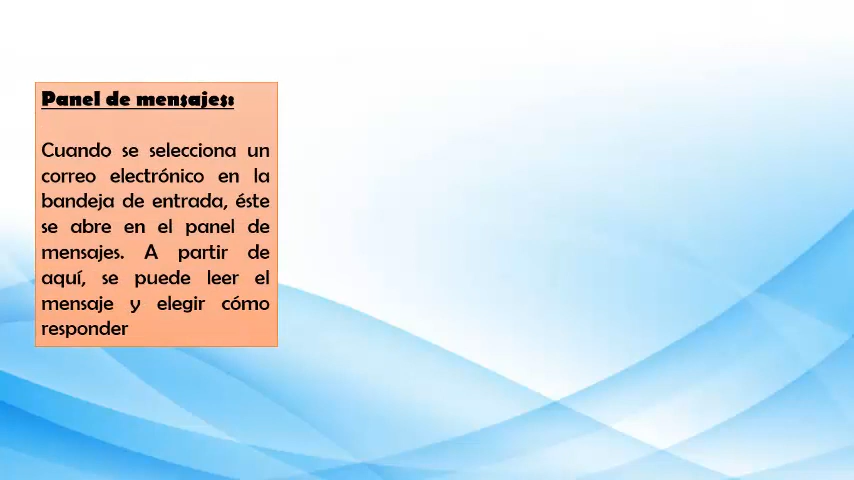 Panel de mensajes:
Cuando se selecciona un
correo electrónico en la
bandeja de entrada, éste
se abre en el panel de
mensajes. A partir de
aquí, se puede leer el
mensaje y elegir cómo
responder